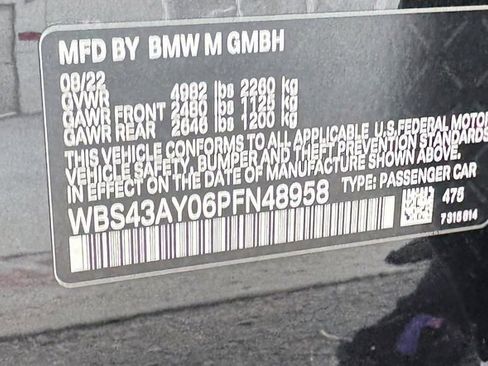 MFD BY BMW M GMBH
08/22
GVWR 4982 lbs 2260 kg
GAWR FRONT 2480 lbs 1125 kg
GAWR REAR 2646 lbs 1200 kg
THIS VEHICLE CONFORMS TO ALL APPLICABLE U.S.FEDERAL MOTOR
VEHICLE SAFETY, BUMPER AND THEFT PREVENTION STANDARDS
IN EFFECT ON THE DATE OF MANUFACTURE SHOWN ABOVE.
WBS43AY06PFN48958 TYPE: PASSENGER CAR
475
7315014